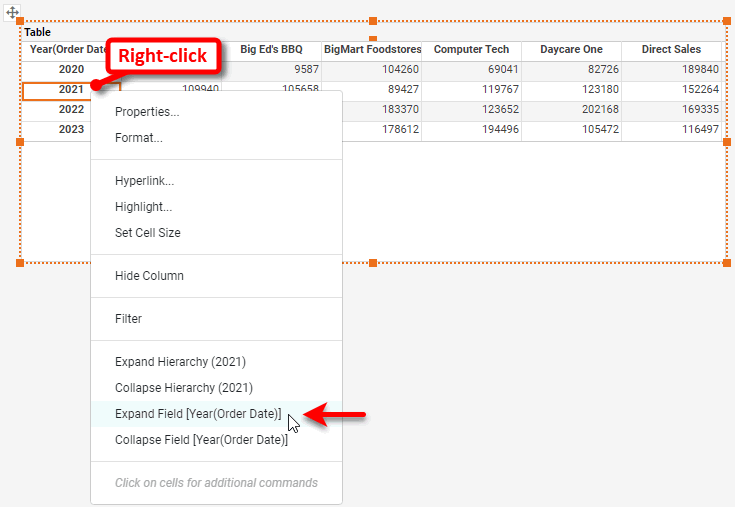 Table
Year(Order Date Right-click Big Ed's BBQ BigMart Foodstores Computer Tech Daycare One Direct Sales
2020 9587 104260 69041 82726 189840
2021 109940 105658 89427 119767 123180 152264
2022 183370 123652 202168 169335
2023 178612 194496 105472 116497
Properties...
Format...
Hyperlink...
Highlight...
Set Cell Size
Hide Column
Filter
Expand Hierarchy (2021)
Collapse Hierarchy (2021)
Expand Field [Year(Order Date)]
Collapse Field [Year(Order Date)]
Click on cells for additional commands